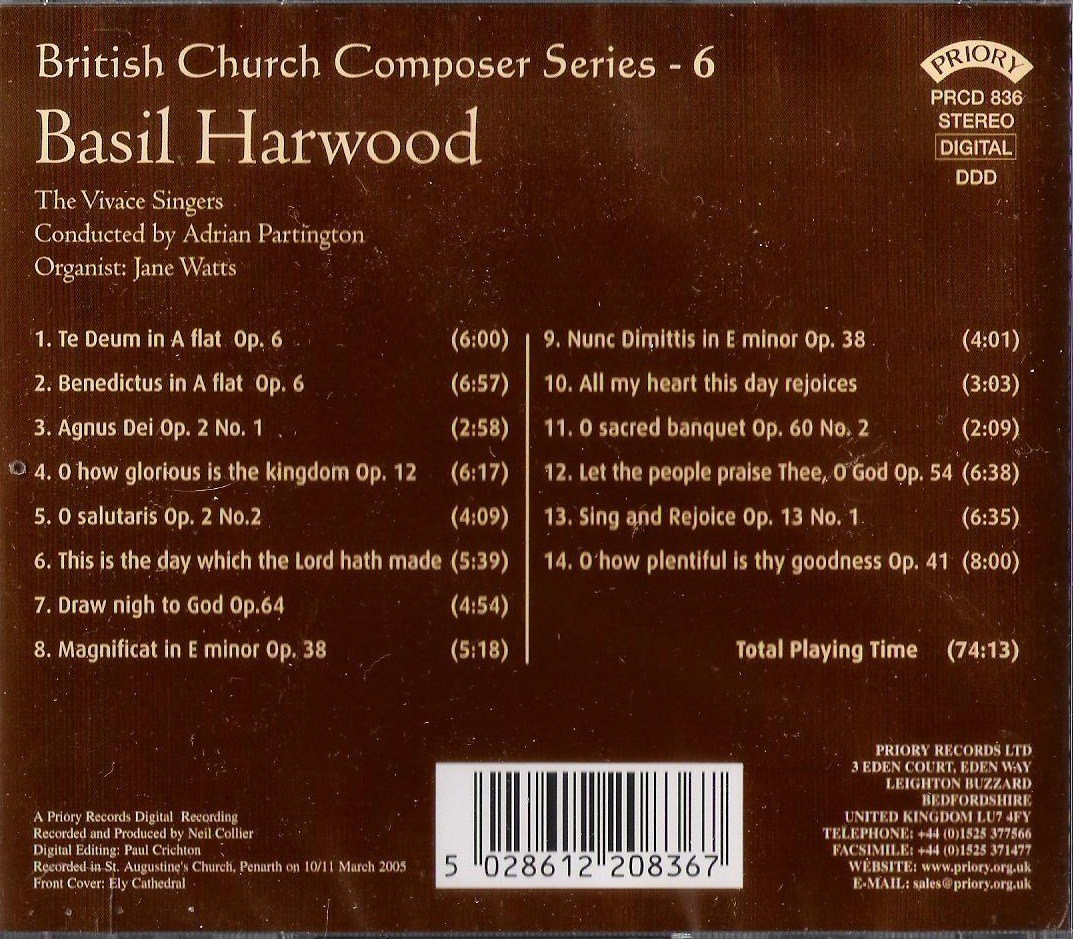 British Church Composer Series - 6
Basil Harwood
The Vivace Singers
Conducted by Adrian Partington
Organist: Jane Watts
PRIORY
PRCD 836
STEREO
DIGITAL
DDD
1. Te Deum in A flat Op. 6 (6:00)
2. Benedictus in A flat Op. 6 (6:57)
3. Agnus Dei Op. 2 No. 1 (2:58)
4. O how glorious is the kingdom Op. 12 (6:17)
5. O salutaris Op. 2 No.2 (4:09)
6. This is the day which the Lord hath made (5:39)
7. Draw nigh to God Op.64 (4:54)
8. Magnificat in E minor Op. 38 (5:18)
9. Nunc Dimittis in E minor Op. 38 (4:01)
10. All my heart this day rejoices (3:03)
11. O sacred banquet Op. 60 No. 2 (2:09)
12. Let the people praise Thee, O God Op. 54 (6:38)
13. Sing and Rejoice Op. 13 No. 1 (6:35)
14. O how plentiful is thy goodness Op. 41 (8:00)
Total Playing Time (74:13)
A Priory Records Digital Recording
Recorded and Produced by Neil Collier
Digital Editing: Paul Crichton
Recorded in St. Augustine's Church, Penarth on 10/11 March 2005
Front Cover: Ely Cathedral
5 028612 208367
PRIORY RECORDS LTD
3 EDEN COURT, EDEN WAY
LEIGHTON BUZZARD
BEDFORDSHIRE
UNITED KINGDOM LU7 4FY
TELEPHONE: +44 (0)1525 377566
FACSIMILE: +44 (0)1525 371477
WEBSITE: www.priory.org.uk
E-MAIL: sales@priory.org.uk